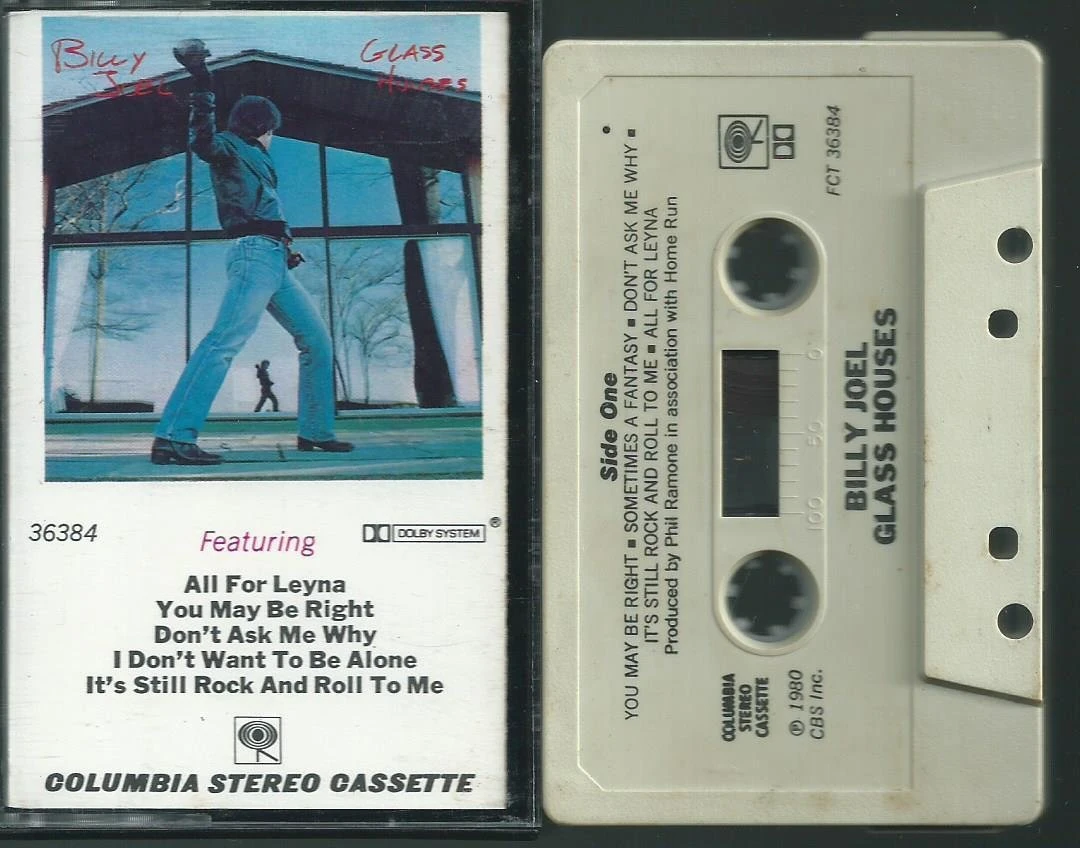 Billy Joel
Glass Houses
36384
Featuring
DOLBY SYSTEM®
All For Leyna
You May Be Right
Don't Ask Me Why
I Don't Want To Be Alone
It's Still Rock And Roll To Me
COLUMBIA STEREO CASSETTE
Side One
YOU MAY BE RIGHT ■ SOMETIMES A FANTASY ■ DON'T ASK ME WHY ■
IT'S STILL ROCK AND ROLL TO ME ■ ALL FOR LEYNA
Produced by Phil Ramone in association with Home Run
COLUMBIA
STEREO
CASSETTE
℗ 1980
CBS Inc.
100 50 0
FCT 36384
BILLY JOEL
GLASS HOUSES